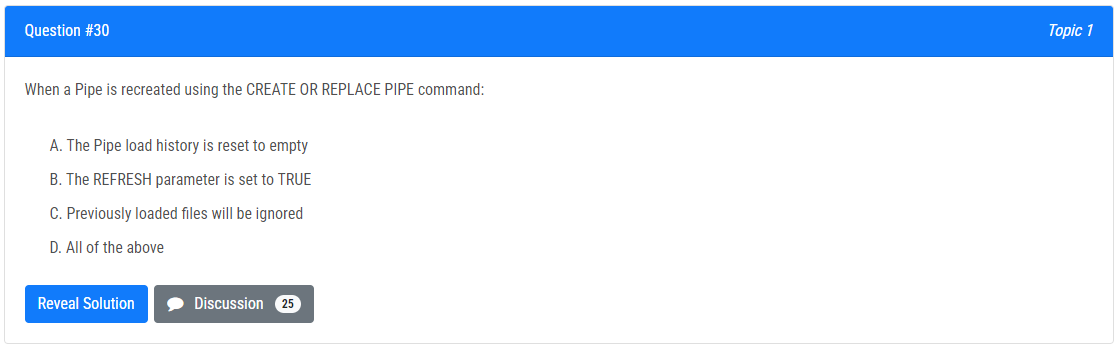 Question #30 Topic 1
When a Pipe is recreated using the CREATE OR REPLACE PIPE command:
A. The Pipe load history is reset to empty
B. The REFRESH parameter is set to TRUE
C. Previously loaded files will be ignored
D. All of the above
Reveal Solution Discussion 25